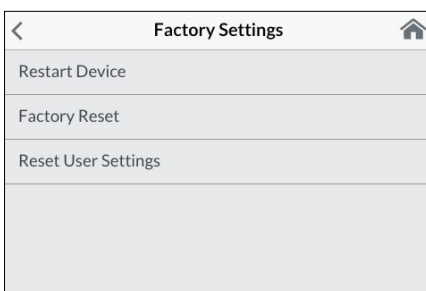 Factory Settings
Restart Device
Factory Reset
Reset User Settings